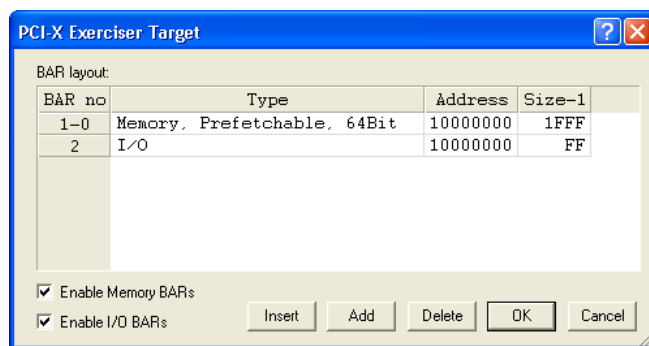 PCI-X Exerciser Target
BAR layout:
BAR no Type Address Size-1
1-0 Memory, Prefetchable, 64Bit 10000000 1FFF
2 I/O 10000000 FF
Enable Memory BARs
Enable I/O BARs
Insert Add Delete OK Cancel